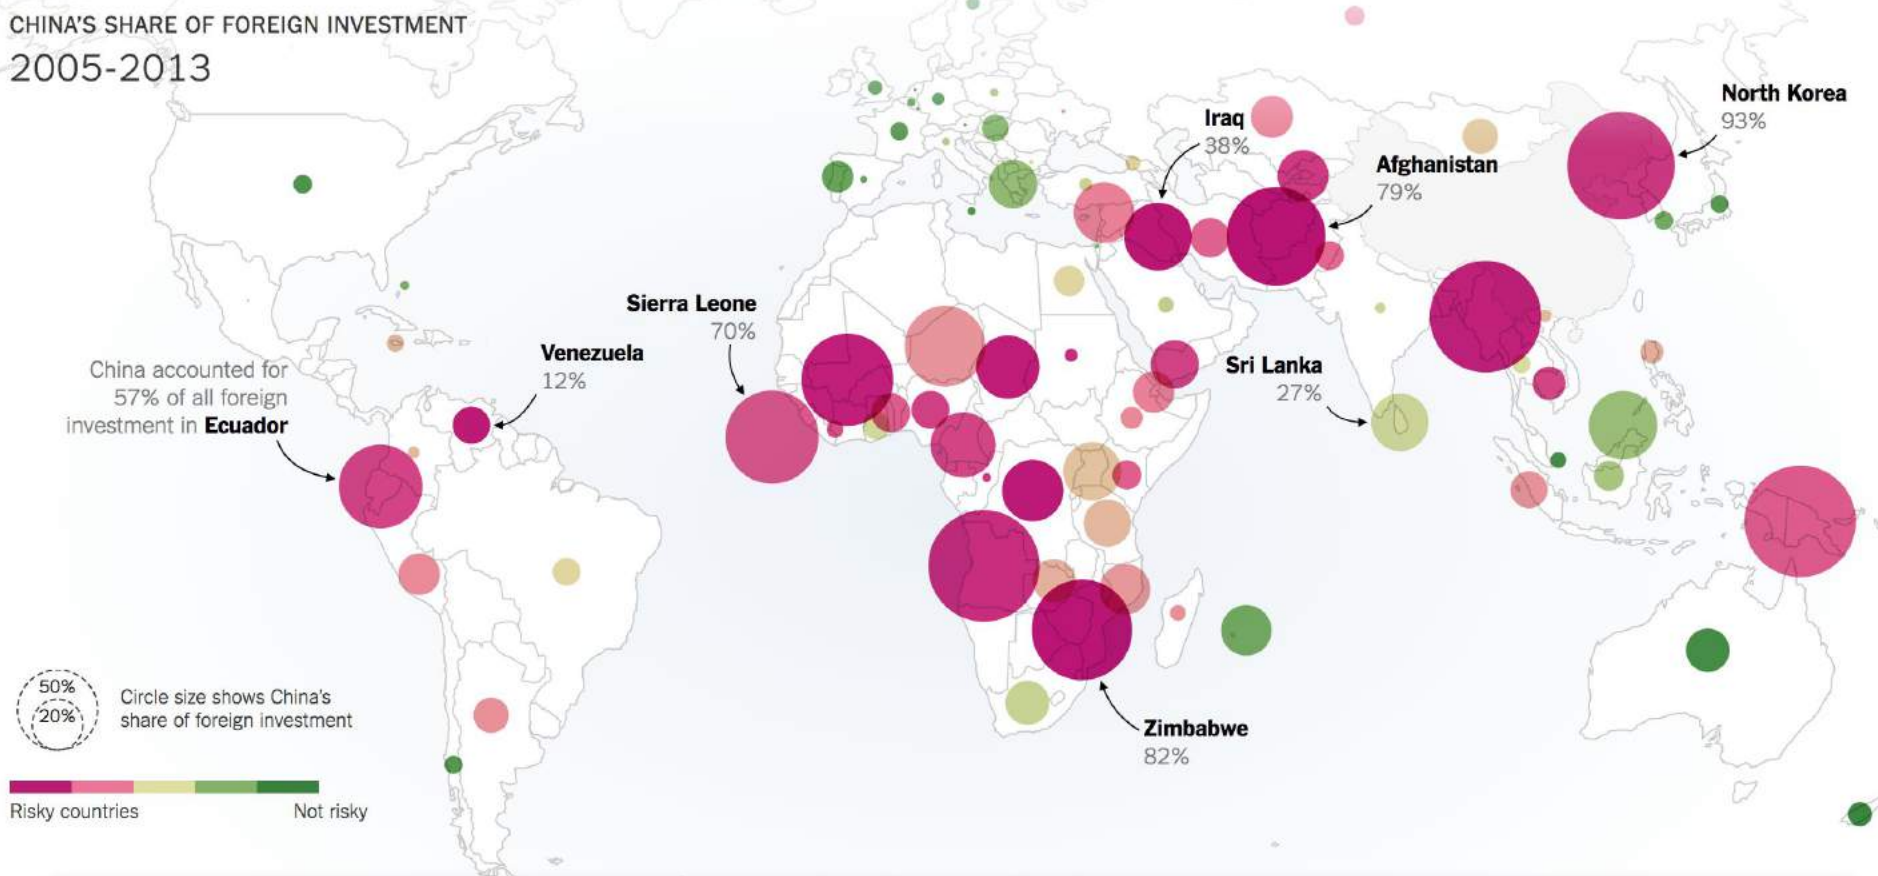 CHINA'S SHARE OF FOREIGN INVESTMENT
2005-2013
North Korea
93%
Iraq
38%
Afghanistan
79%
Sierra Leone
70%
Venezuela
12%
China accounted for
57% of all foreign
investment in Ecuador
Sri Lanka
27%
Zimbabwe
82%
50%
20%
Circle size shows China's
share of foreign investment
Risky countries
Not risky